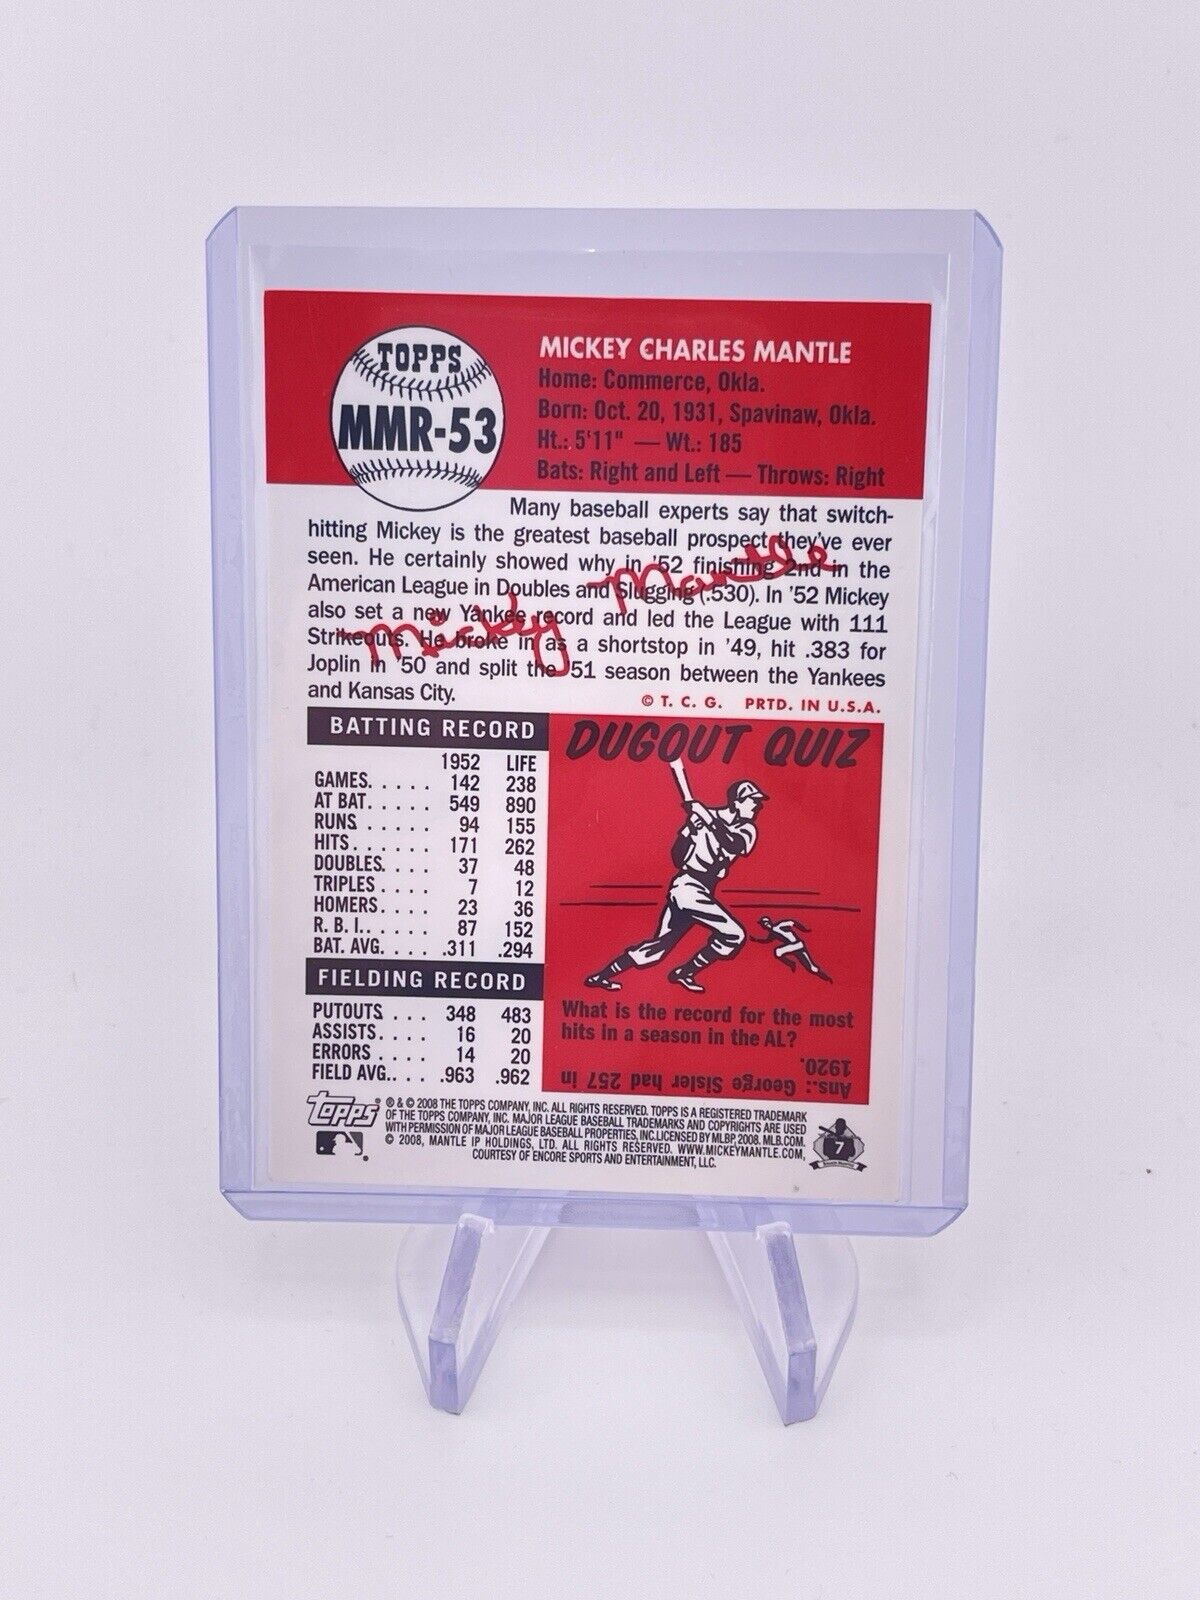 TOPPS
MMR-53
MICKEY CHARLES MANTLE
Home: Commerce, Okla.
Born: Oct. 20, 1931, Spavinaw, Okla.
Ht.: 5'11" — Wt.: 185
Bats: Right and Left — Throws: Right
Many baseball experts say that switch-
hitting Mickey is the greatest baseball prospect they've ever
seen. He certainly showed why in '52 finishing 2nd in the
American League in Doubles and Slugging (.530). In '52 Mickey
also set a new Yankee record and led the League with 111
Strikeouts. He broke in as a shortstop in '49, hit .383 for
Joplin in '50 and split the '51 season between the Yankees
and Kansas City.
Mickey Mantle
© T. C. G. PRTD. IN U.S.A.
BATTING RECORD
1952 LIFE
GAMES. . . . . 142 238
AT BAT. . . . . 549 890
RUNS . . . . . 94 155
HITS . . . . . . 171 262
DOUBLES. . . . 37 48
TRIPLES . . . . 7 12
HOMERS. . . . 23 36
R. B. I.. . . . . 87 152
BAT. AVG. . . . .311 .294
FIELDING RECORD
PUTOUTS . . . 348 483
ASSISTS. . . . 16 20
ERRORS . . . . 14 20
FIELD AVG.. . . .963 .962
DUGOUT QUIZ
What is the record for the most
hits in a season in the AL?
Ans.: George Sisler had 257 in
1920.
topps
® & © 2008 THE TOPPS COMPANY, INC. ALL RIGHTS RESERVED. TOPPS IS A REGISTERED TRADEMARK
OF THE TOPPS COMPANY, INC. MAJOR LEAGUE BASEBALL TRADEMARKS AND COPYRIGHTS ARE USED
WITH PERMISSION OF MAJOR LEAGUE BASEBALL PROPERTIES, INC. LICENSED BY MLBP, 2008. MLB.COM.
© 2008, MANTLE IP HOLDINGS, LTD. ALL RIGHTS RESERVED. WWW.MICKEYMANTLE.COM,
COURTESY OF ENCORE SPORTS AND ENTERTAINMENT, LLC.
7